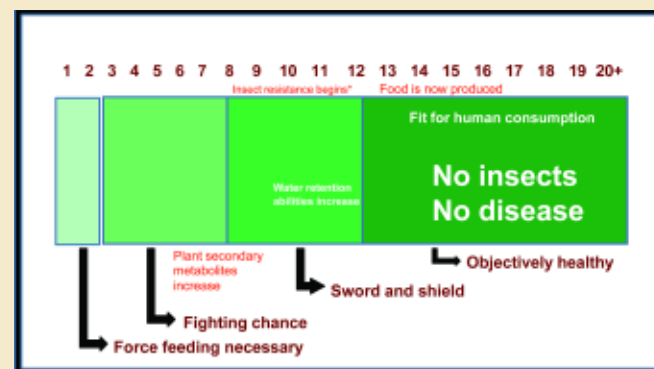 1 2 3 4 5 6 7 8 9 10 11 12 13 14 15 16 17 18 19 20+
Insect resistance begins* Food is now produced
Fit for human consumption
No insects
No disease
Water retention
abilities increase
Plant secondary
metabolites
increase
Objectively healthy
Sword and shield
Fighting chance
Force feeding necessary